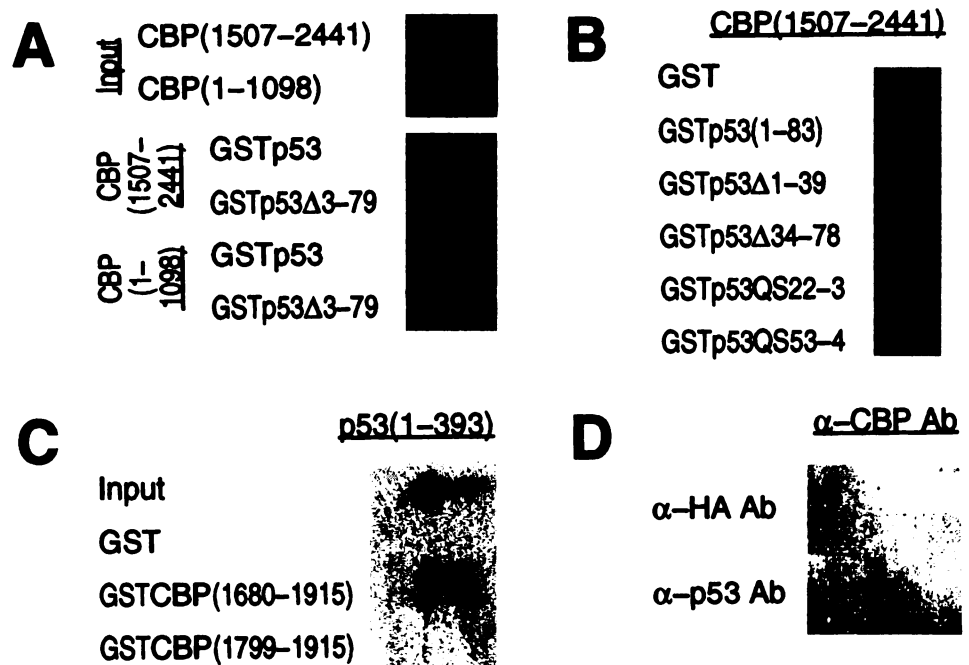 A
Input
CBP(1507–2441)
CBP(1–1098)
CBP
(1507–
2441)
GSTp53
GSTp53Δ3–79
CBP
(1–
1098)
GSTp53
GSTp53Δ3–79
B
CBP(1507–2441)
GST
GSTp53(1–83)
GSTp53Δ1–39
GSTp53Δ34–78
GSTp53QS22–3
GSTp53QS53–4
C
p53(1–393)
Input
GST
GSTCBP(1680–1915)
GSTCBP(1799–1915)
D
α–CBP Ab
α–HA Ab
α–p53 Ab